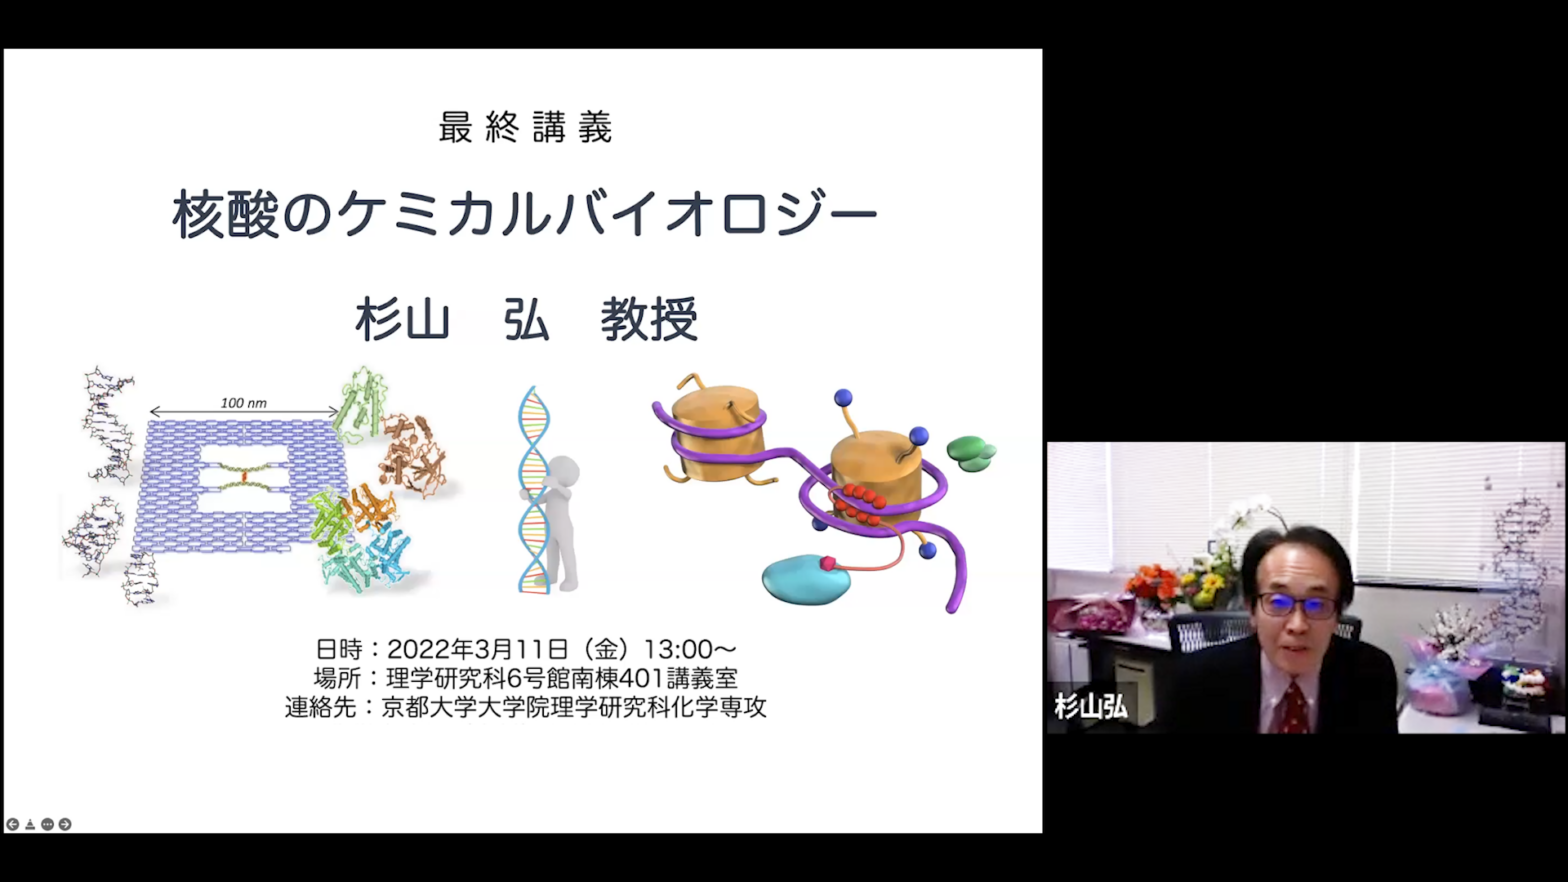 最終講義
核酸のケミカルバイオロジー
杉山 弘 教授
100 nm
日時：2022年3月11日（金）13:00～
場所：理学研究科6号館南棟401講義室
連絡先：京都大学大学院理学研究科化学専攻
杉山弘